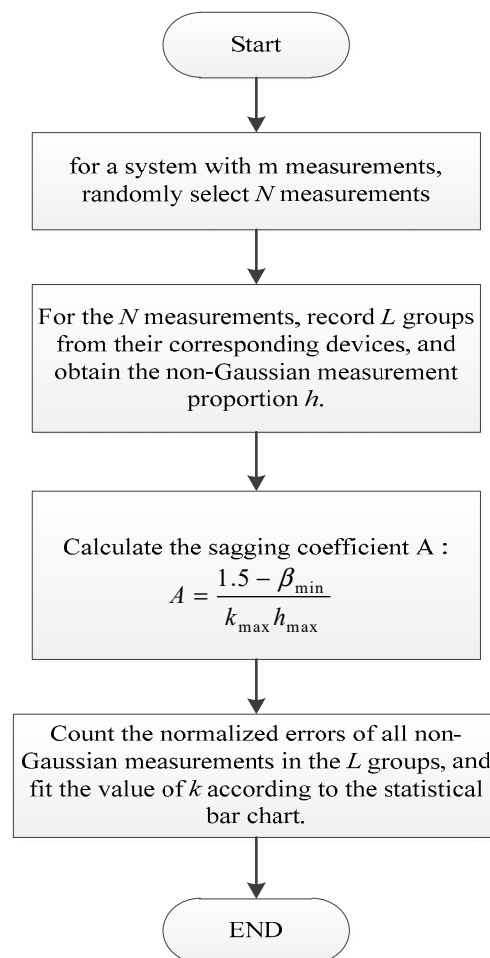 Start
for a system with m measurements,
randomly select N measurements
For the N measurements, record L groups
from their corresponding devices, and
obtain the non-Gaussian measurement
proportion h.
Calculate the sagging coefficient A :
A = (1.5 − β_min) / (k_max h_max)
Count the normalized errors of all non-
Gaussian measurements in the L groups, and
fit the value of k according to the statistical
bar chart.
END